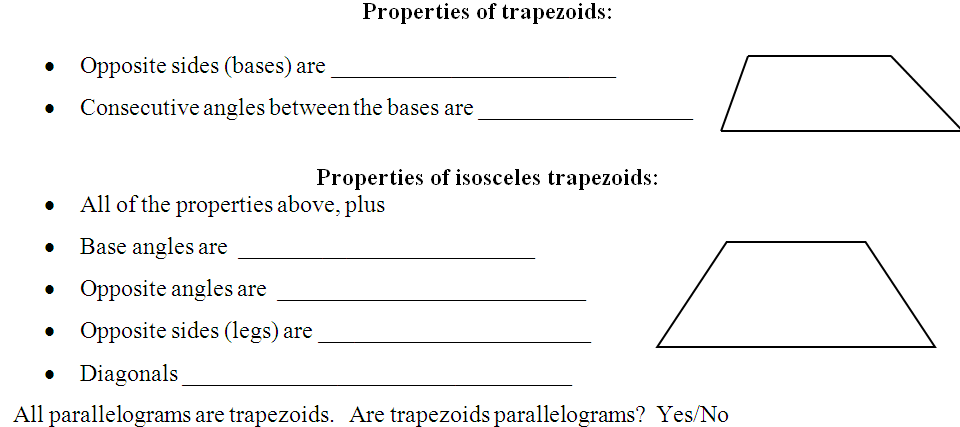 Properties of trapezoids:
• Opposite sides (bases) are ________________________
• Consecutive angles between the bases are __________________
Properties of isosceles trapezoids:
• All of the properties above, plus
• Base angles are _________________________
• Opposite angles are __________________________
• Opposite sides (legs) are _______________________
• Diagonals _________________________________
All parallelograms are trapezoids. Are trapezoids parallelograms? Yes/No